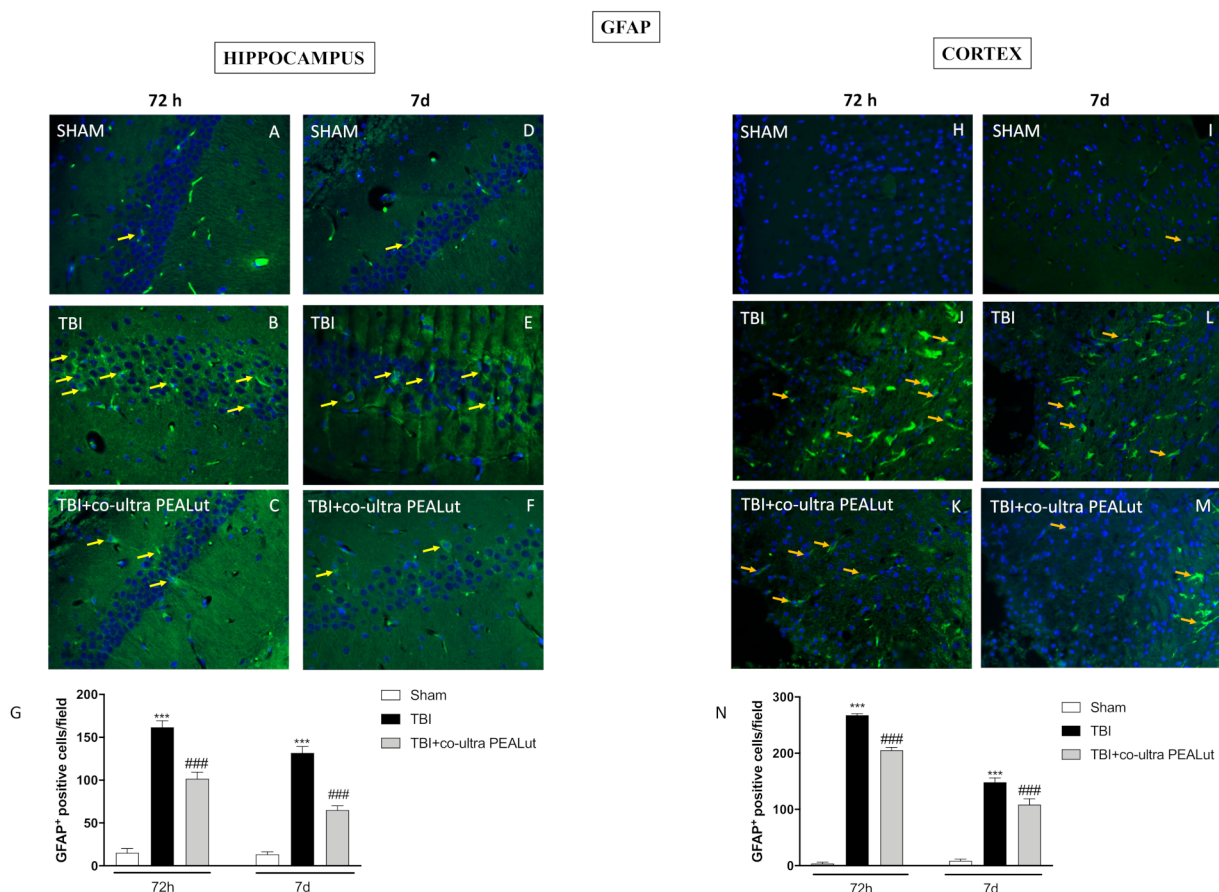 GFAP
HIPPOCAMPUS
72 h
7d
SHAM A
SHAM D
TBI B
TBI E
TBI+co-ultra PEALut C
TBI+co-ultra PEALut F
G
GFAP⁺ positive cells/field
200
150
100
50
0
***
###
***
###
72h
7d
Sham
TBI
TBI+co-ultra PEALut
CORTEX
72 h
7d
SHAM H
SHAM I
TBI J
TBI L
TBI+co-ultra PEALut K
TBI+co-ultra PEALut M
N
GFAP⁺ positive cells/field
300
200
100
0
***
###
***
###
72h
7d
Sham
TBI
TBI+co-ultra PEALut